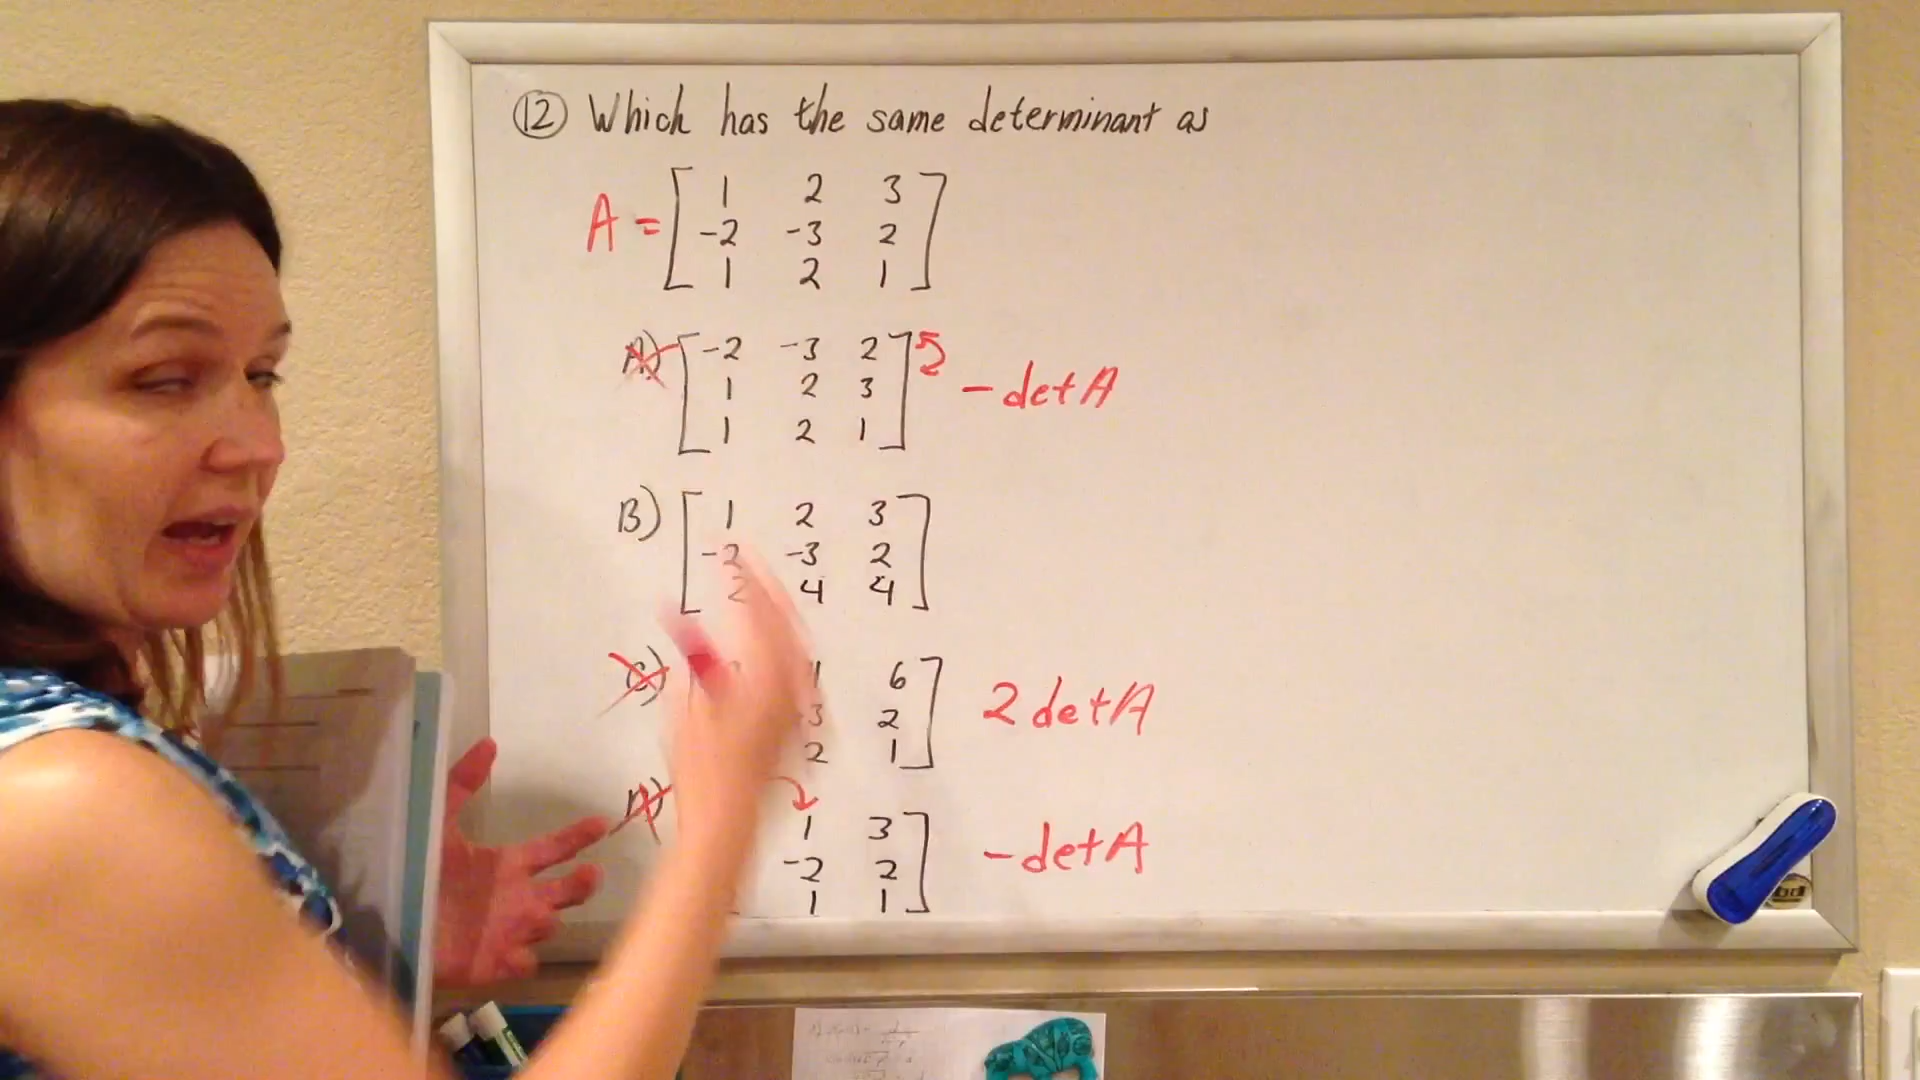 12 Which has the same determinant as
A = [ 1 2 3
-2 -3 2
1 2 1 ]
A) [ -2 -3 2
1 2 3 - det A
1 2 1 ]
B) [ 1 2 3
-2 -3 2
2 4 4 ]
C) 6 ]
3 2 2 det A
2 1
1 3 ]
-2 2 - det A
1 1